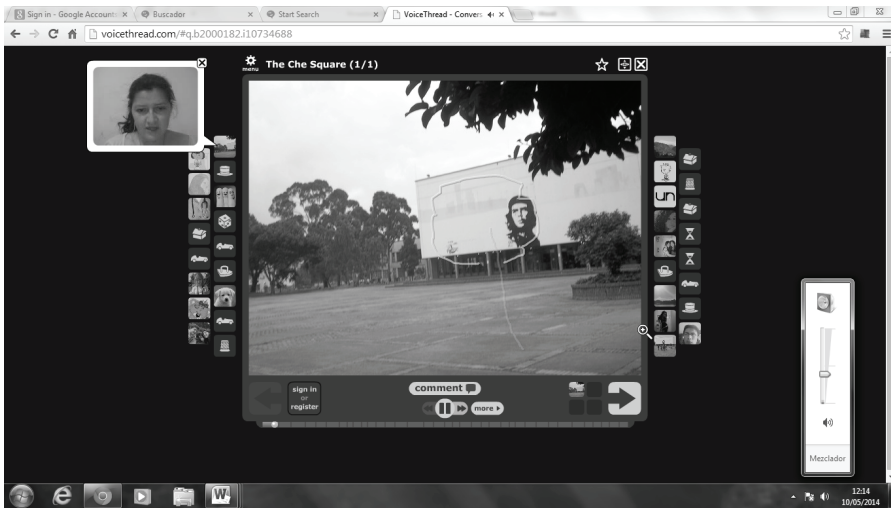 Sign in - Google Accounts
Buscador
Start Search
VoiceThread - Convers
voicethread.com/#q.b2000182.i10734688
menu
The Che Square (1/1)
un
sign in
or
register
comment
more
Mezclador
12:14
10/05/2014